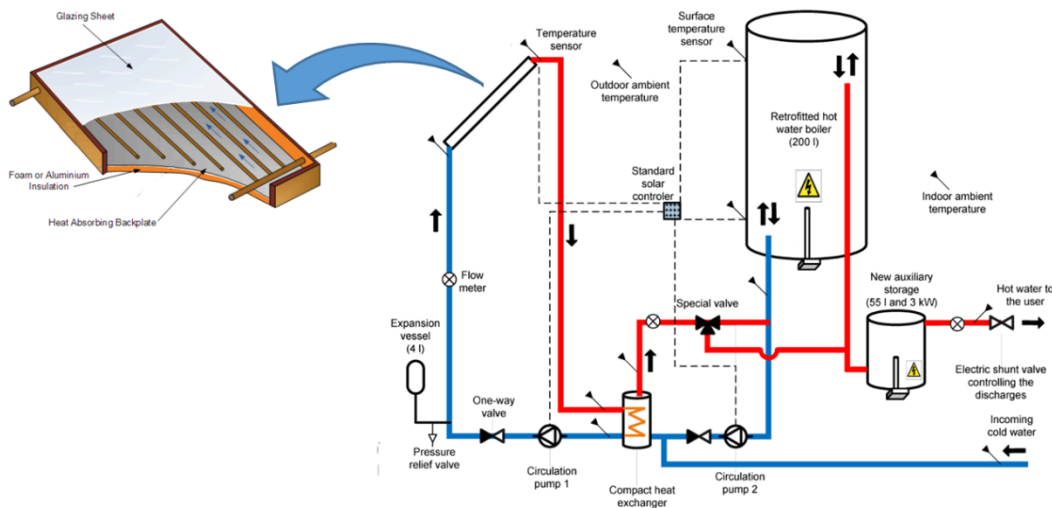 Glazing Sheet
Foam or Aluminium
Insulation
Heat Absorbing Backplate
Temperature
sensor
Surface
temperature
sensor
Outdoor ambient
temperature
Retrofitted hot
water boiler
(200 l)
Standard
solar
controler
Indoor ambient
temperature
Flow
meter
Special valve
New auxiliary
storage
(55 l and 3 kW)
Hot water to
the user
Expansion
vessel
(4 l)
Electric shunt valve
controlling the
discharges
One-way
valve
Pressure
relief valve
Circulation
pump 1
Compact heat
exchanger
Circulation
pump 2
Incoming
cold water